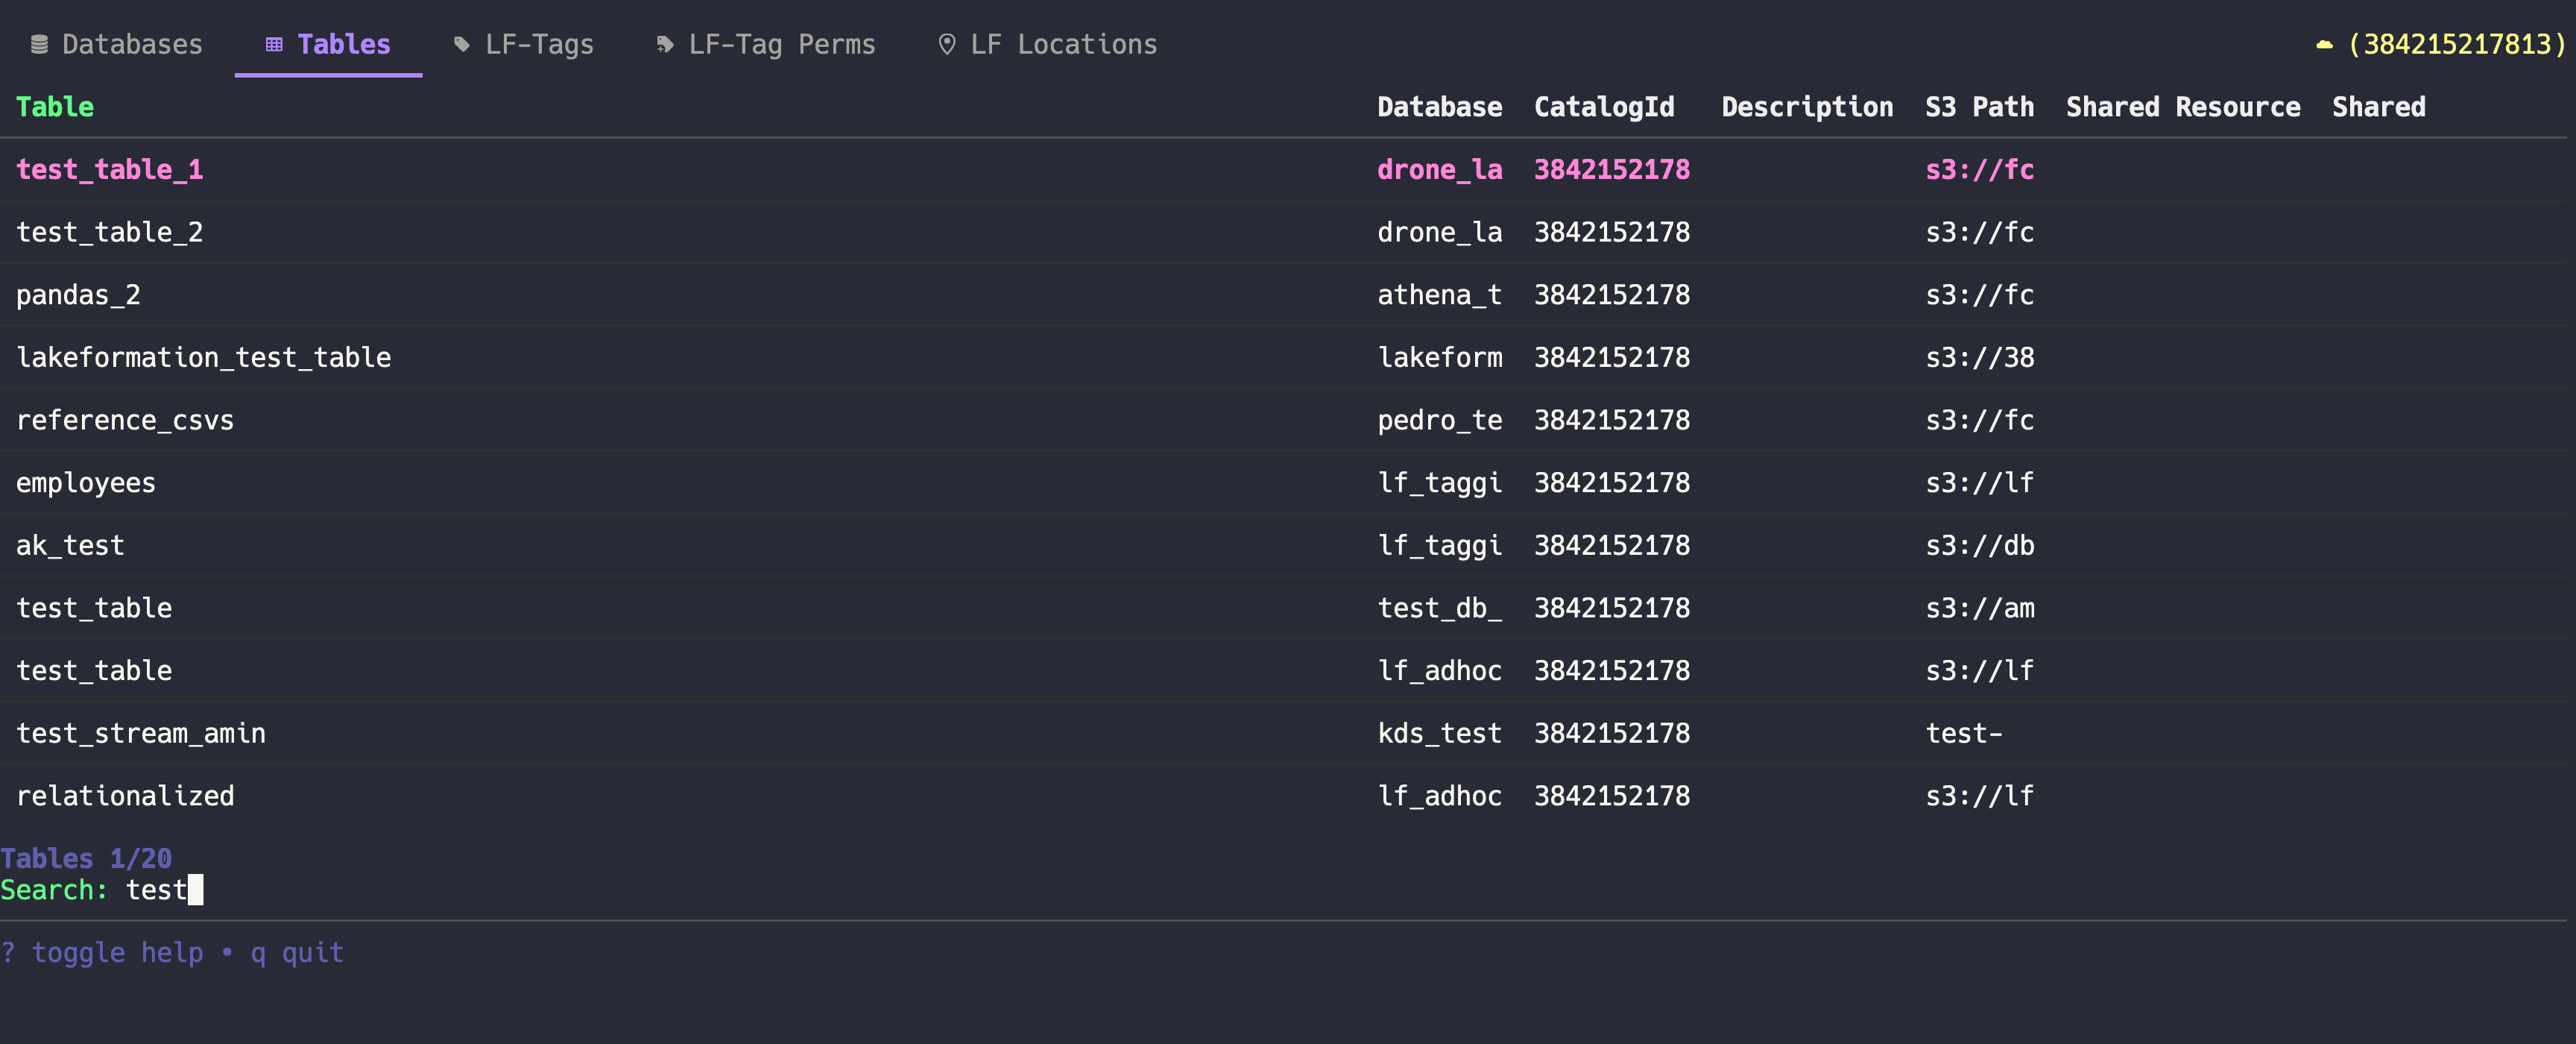 Databases Tables LF-Tags LF-Tag Perms LF Locations (384215217813)
Table Database CatalogId Description S3 Path Shared Resource Shared
test_table_1 drone_la 3842152178 s3://fc
test_table_2 drone_la 3842152178 s3://fc
pandas_2 athena_t 3842152178 s3://fc
lakeformation_test_table lakeform 3842152178 s3://38
reference_csvs pedro_te 3842152178 s3://fc
employees lf_taggi 3842152178 s3://lf
ak_test lf_taggi 3842152178 s3://db
test_table test_db_ 3842152178 s3://am
test_table lf_adhoc 3842152178 s3://lf
test_stream_amin kds_test 3842152178 test-
relationalized lf_adhoc 3842152178 s3://lf
Tables 1/20
Search: test
? toggle help • q quit